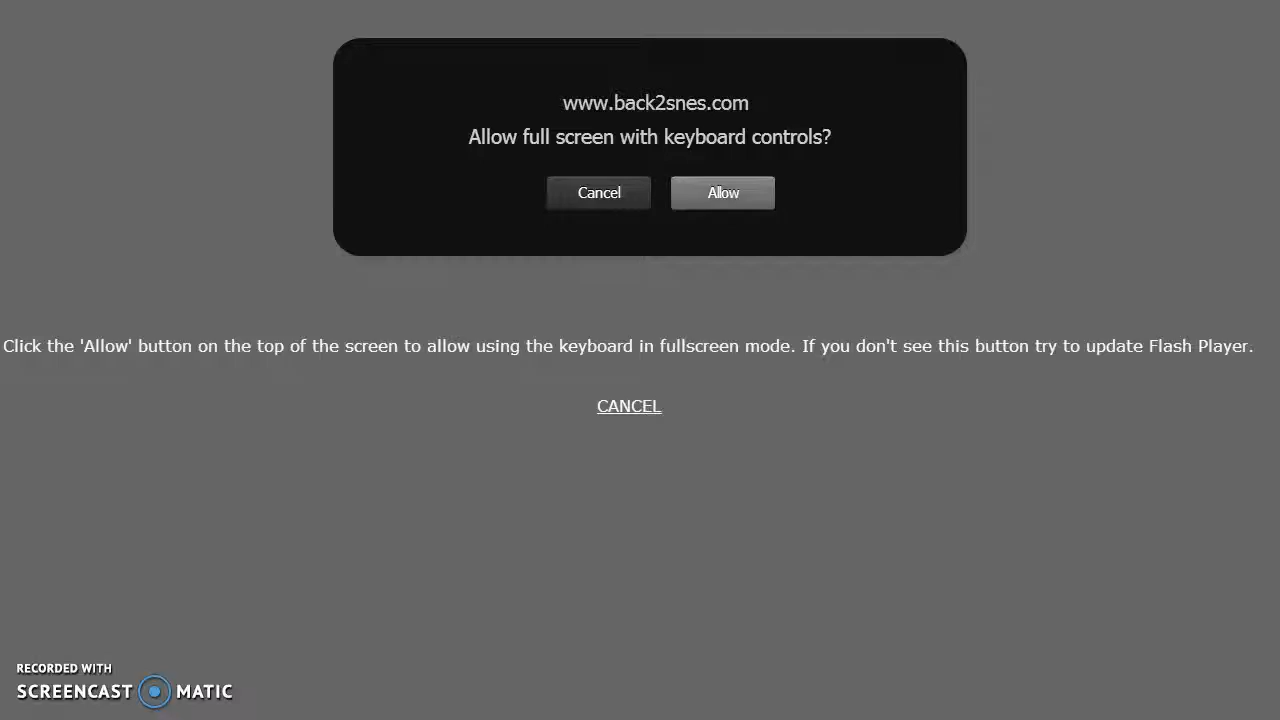 www.back2snes.com
Allow full screen with keyboard controls?
Cancel Allow
Click the 'Allow' button on the top of the screen to allow using the keyboard in fullscreen mode. If you don't see this button try to update Flash Player.
CANCEL
RECORDED WITH
SCREENCAST MATIC